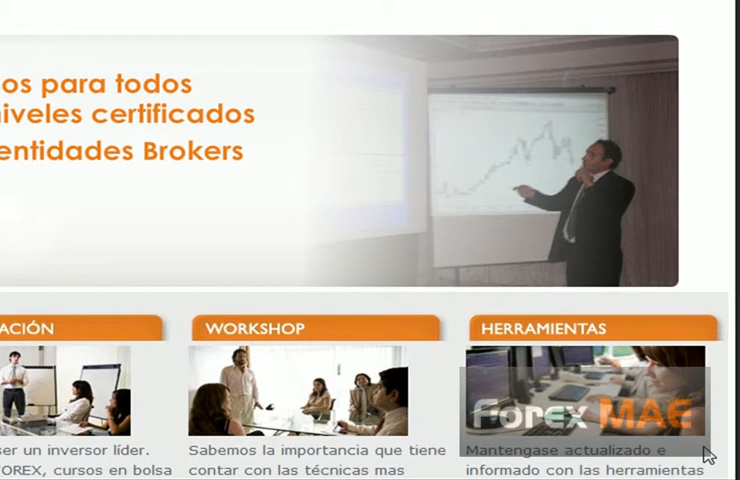 os para todos
niveles certificados
entidades Brokers
ACIÓN
WORKSHOP
HERRAMIENTAS
Forex MAE
ser un inversor líder.
FOREX, cursos en bolsa
Sabemos la importancia que tiene
contar con las técnicas mas
Mantengase actualizado e
informado con las herramientas